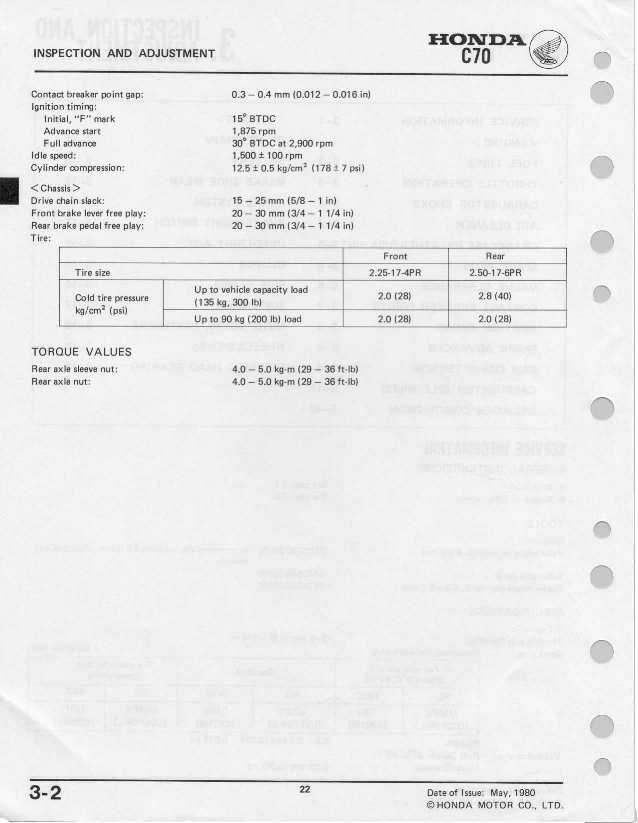 HONDA
INSPECTION AND ADJUSTMENT
C70
Contact breaker point gap: 0.3 – 0.4 mm (0.012 – 0.016 in)
Ignition timing:
Initial, "F" mark 15° BTDC
Advance start 1,875 rpm
Full advance 30° BTDC at 2,900 rpm
Idle speed: 1,500 ± 100 rpm
Cylinder compression: 12.5 ± 0.5 kg/cm² (178 ± 7 psi)
< Chassis >
Drive chain slack: 15 – 25 mm (5/8 – 1 in)
Front brake lever free play: 20 – 30 mm (3/4 – 1 1/4 in)
Rear brake pedal free play: 20 – 30 mm (3/4 – 1 1/4 in)
Tire:
Front Rear
Tire size 2.25-17-4PR 2.50-17-6PR
Cold tire pressure
kg/cm² (psi)
Up to vehicle capacity load
(135 kg, 300 lb)
2.0 (28) 2.8 (40)
Up to 90 kg (200 lb) load 2.0 (28) 2.0 (28)
TORQUE VALUES
Rear axle sleeve nut: 4.0 – 5.0 kg-m (29 – 36 ft-lb)
Rear axle nut: 4.0 – 5.0 kg-m (29 – 36 ft-lb)
3-2
22
Date of Issue: May, 1980
© HONDA MOTOR CO., LTD.